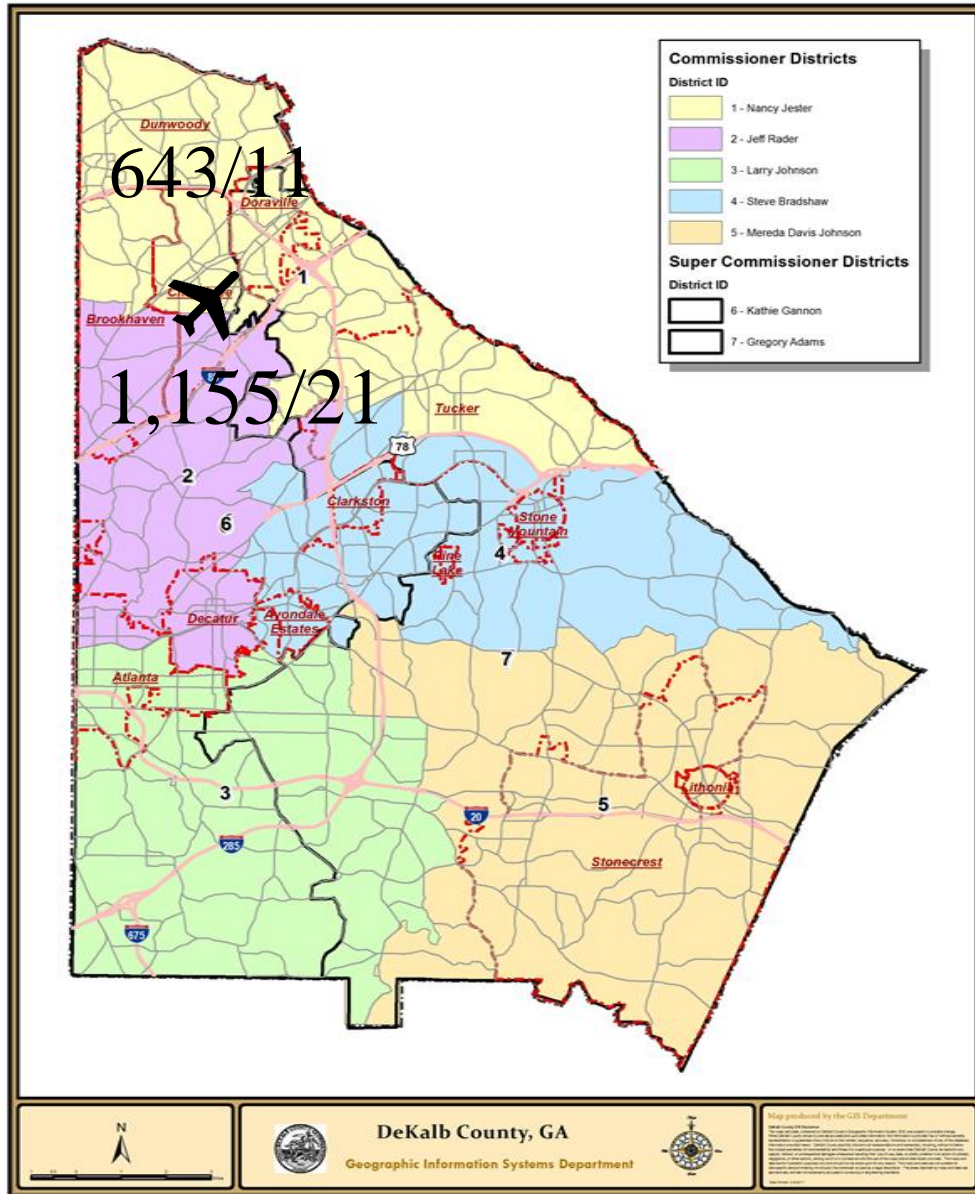 Commissioner Districts
District ID
1 - Nancy Jester
2 - Jeff Rader
3 - Larry Johnson
4 - Steve Bradshaw
5 - Mereda Davis Johnson
Super Commissioner Districts
District ID
6 - Kathie Gannon
7 - Gregory Adams
Dunwoody
643/11
Doraville
1
Brookhaven
1,155/21
Tucker
78
2
Clarkston
6
Stone
Mountain
4
Lake
Decatur
Avondale
Estates
7
Atlanta
3
5
20
285
Stonecrest
675
N
DeKalb County, GA
Geographic Information Systems Department
Map produced by the GIS Department